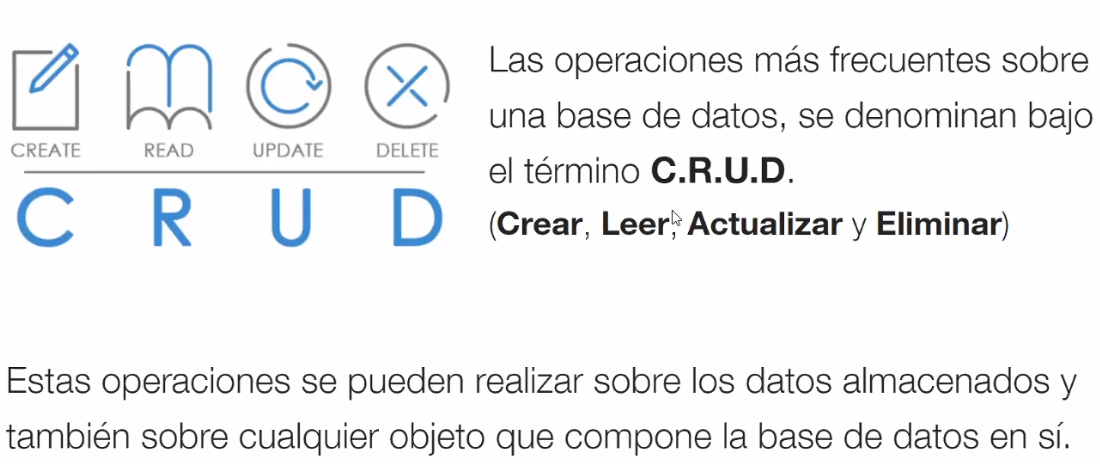 CREATE READ UPDATE DELETE
C R U D
Las operaciones más frecuentes sobre
una base de datos, se denominan bajo
el término C.R.U.D.
(Crear, Leer, Actualizar y Eliminar)
Estas operaciones se pueden realizar sobre los datos almacenados y
también sobre cualquier objeto que compone la base de datos en sí.